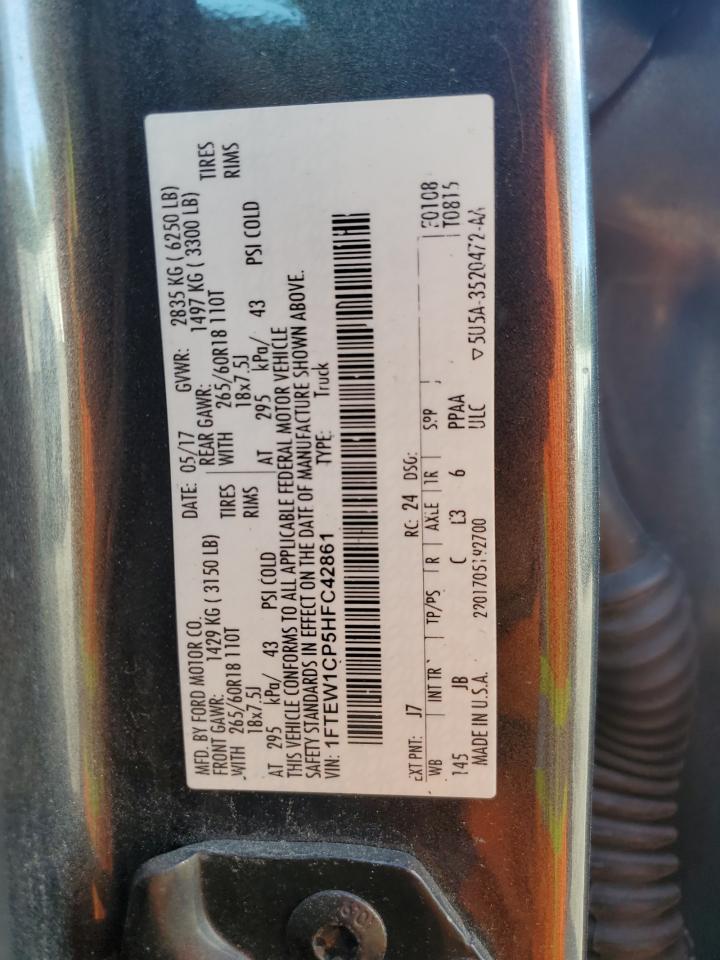 MFD. BY FORD MOTOR CO. DATE: 05/17 GVWR: 2835 KG ( 6250 LB)
FRONT GAWR: 1429 KG ( 3150 LB) REAR GAWR: 1497 KG ( 3300 LB)
WITH 265/60R18 110T TIRES WITH 265/60R18 110T TIRES
18x7.5J RIMS 18x7.5J RIMS
AT 295 kPa/ 43 PSI COLD AT 295 kPa/ 43 PSI COLD
THIS VEHICLE CONFORMS TO ALL APPLICABLE FEDERAL MOTOR VEHICLE
SAFETY STANDARDS IN EFFECT ON THE DATE OF MANUFACTURE SHOWN ABOVE.
VIN: 1FTEW1CP5HFC42861 TYPE: Truck
EXT PNT: J7 RC: 24 DSO: F0108
WB INT TR TP/PS R AXLE TR SPR T0815
145 JB C L3 6 PPAA
ULC
MADE IN U.S.A. ▽5U5A-3520472-AA